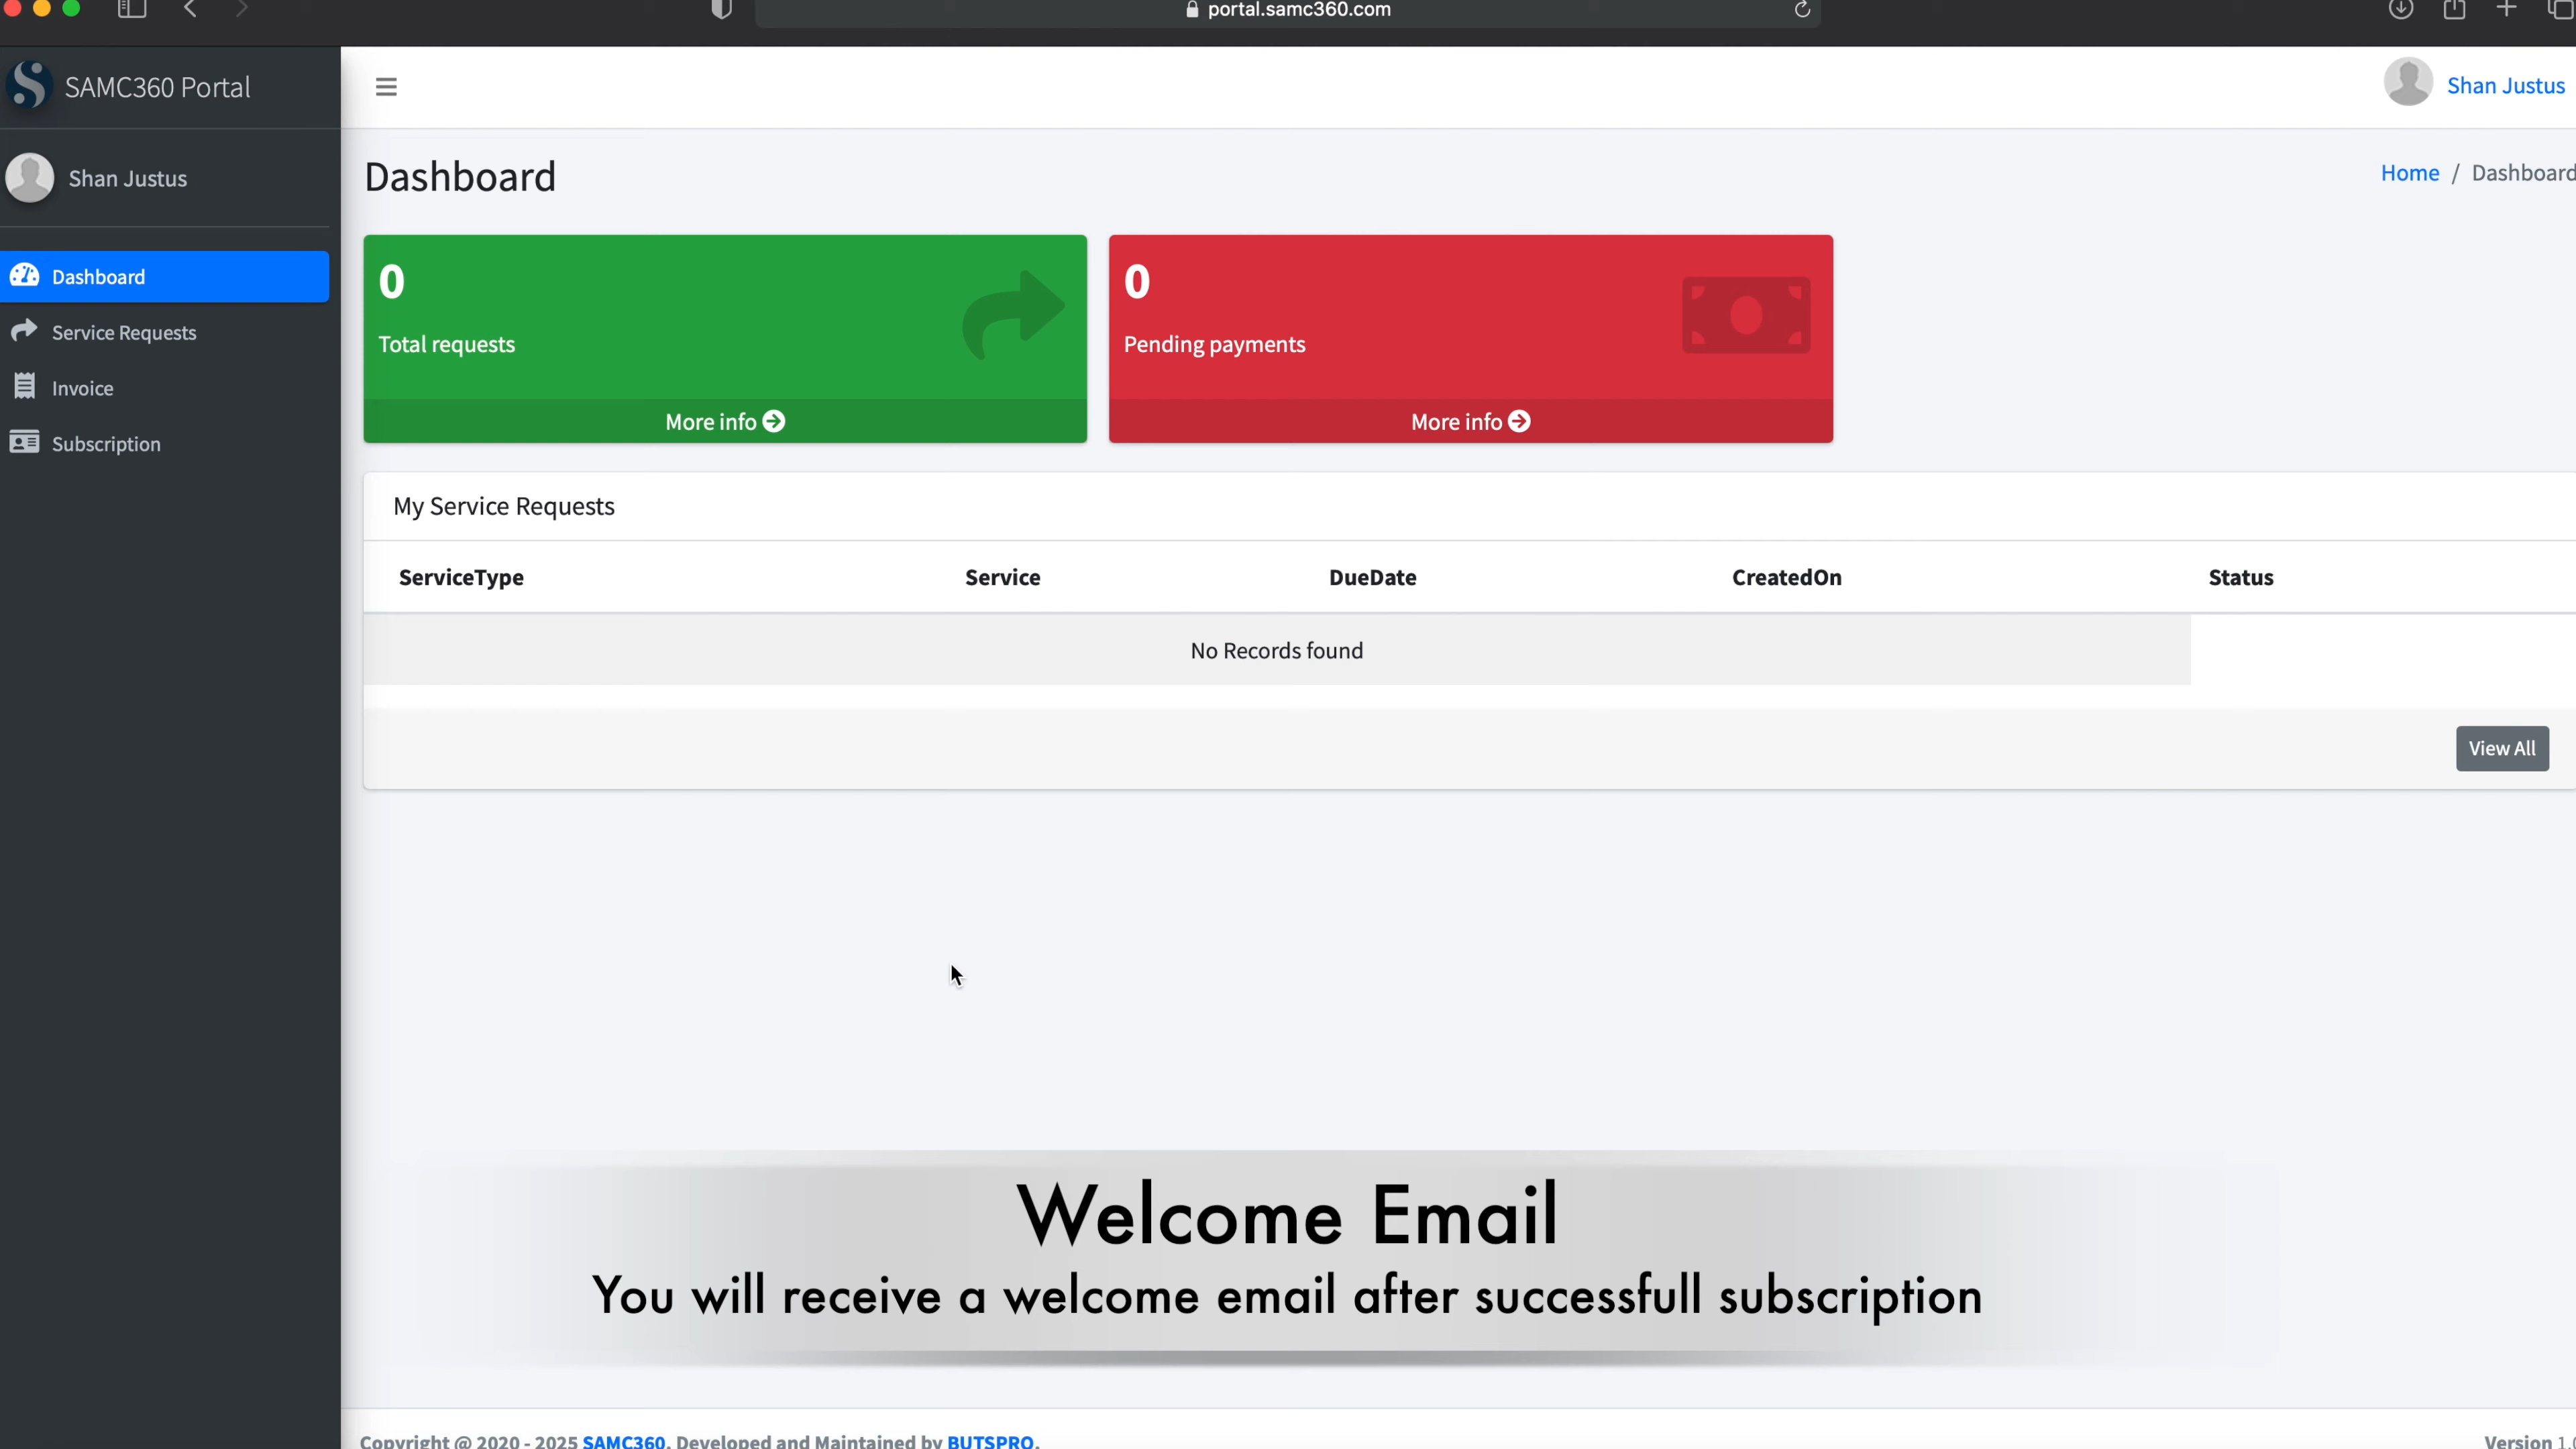 portal.samc360.com
SAMC360 Portal
Shan Justus
Shan Justus
Dashboard
Home / Dashboard
Dashboard
Service Requests
Invoice
Subscription
0
Total requests
More info
0
Pending payments
More info
My Service Requests
ServiceType Service DueDate CreatedOn Status
No Records found
View All
Welcome Email
You will receive a welcome email after successfull subscription
Copyright @ 2020 - 2025 SAMC360. Developed and Maintained by BUTSPRO.
Version